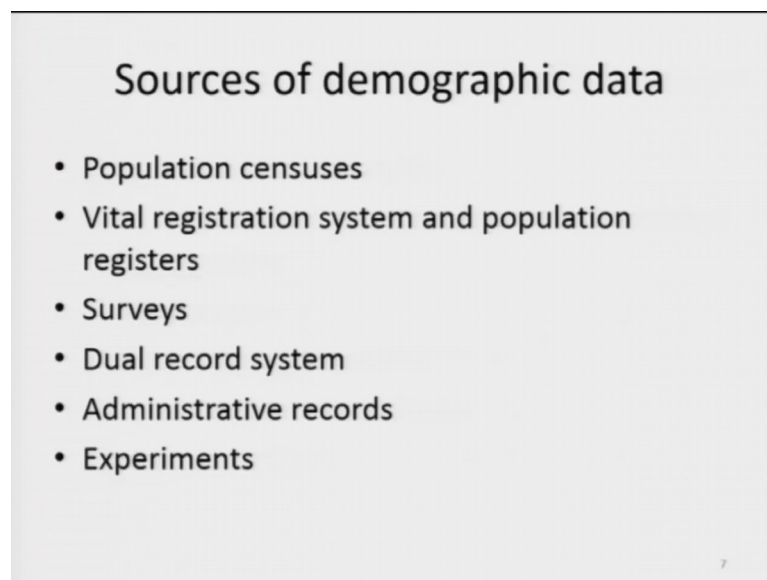 Sources of demographic data
• Population censuses
• Vital registration system and population
registers
• Surveys
• Dual record system
• Administrative records
• Experiments
7